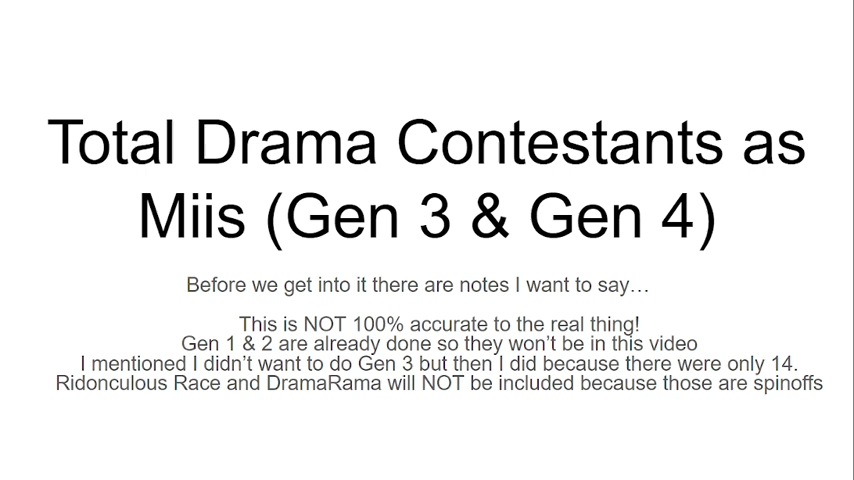 Total Drama Contestants as
Miis (Gen 3 & Gen 4)
Before we get into it there are notes I want to say…
This is NOT 100% accurate to the real thing!
Gen 1 & 2 are already done so they won’t be in this video
I mentioned I didn’t want to do Gen 3 but then I did because there were only 14.
Ridonculous Race and DramaRama will NOT be included because those are spinoffs